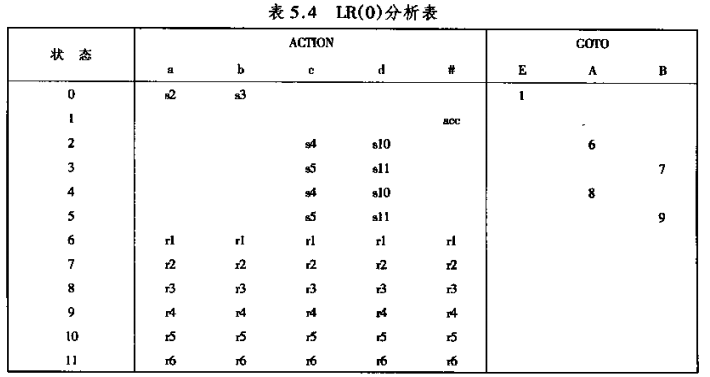 表 5.4 LR(0)分析表
状 态 ACTION GOTO
a b c d # E A B
0 s2 s3 1
1 acc
2 s4 s10 6
3 s5 s11 7
4 s4 s10 8
5 s5 s11 9
6 r1 r1 r1 r1 r1
7 r2 r2 r2 r2 r2
8 r3 r3 r3 r3 r3
9 r4 r4 r4 r4 r4
10 r5 r5 r5 r5 r5
11 r6 r6 r6 r6 r6